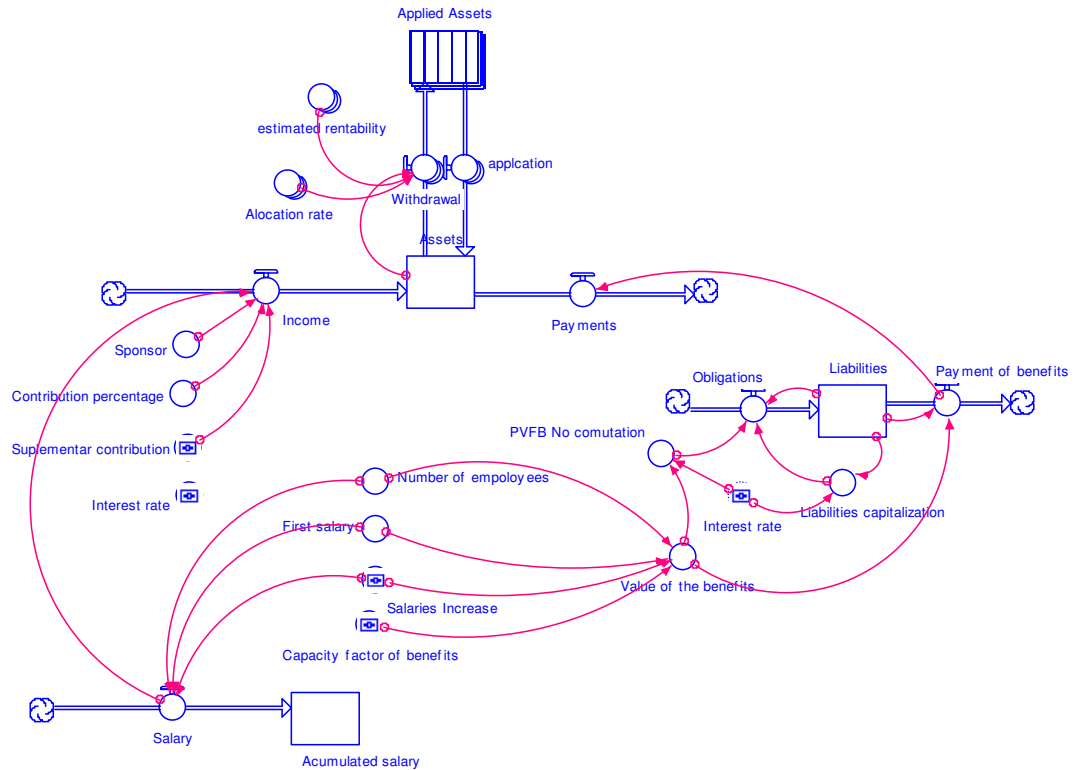 Applied Assets
estimated rentability
applcation
Alocation rate
Withdrawal
Assets
Income
Payments
Sponsor
Contribution percentage
Suplementar contribution
Interest rate
Obligations
Liabilities
Payment of benefits
PVFB No comutation
Interest rate
Liabilities capitalization
Number of empoloyees
First salary
Salaries Increase
Value of the benefits
Capacity factor of benefits
Salary
Acumulated salary